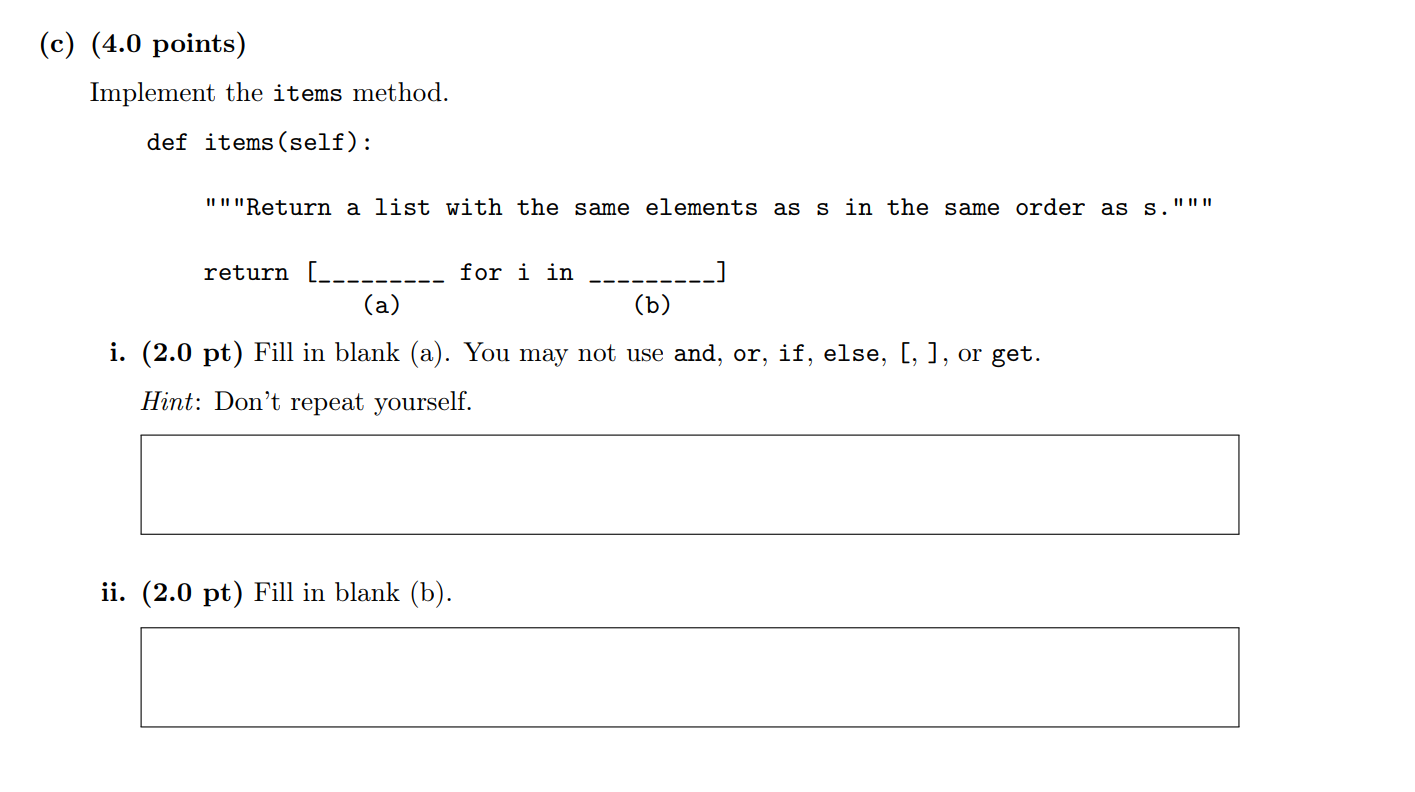 (c) (4.0 points)
Implement the items method.
def items(self):
"""Return a list with the same elements as s in the same order as s."""
return [_________ for i in _________]
(a) (b)
i. (2.0 pt) Fill in blank (a). You may not use and, or, if, else, [, ], or get.
Hint: Don't repeat yourself.
ii. (2.0 pt) Fill in blank (b).